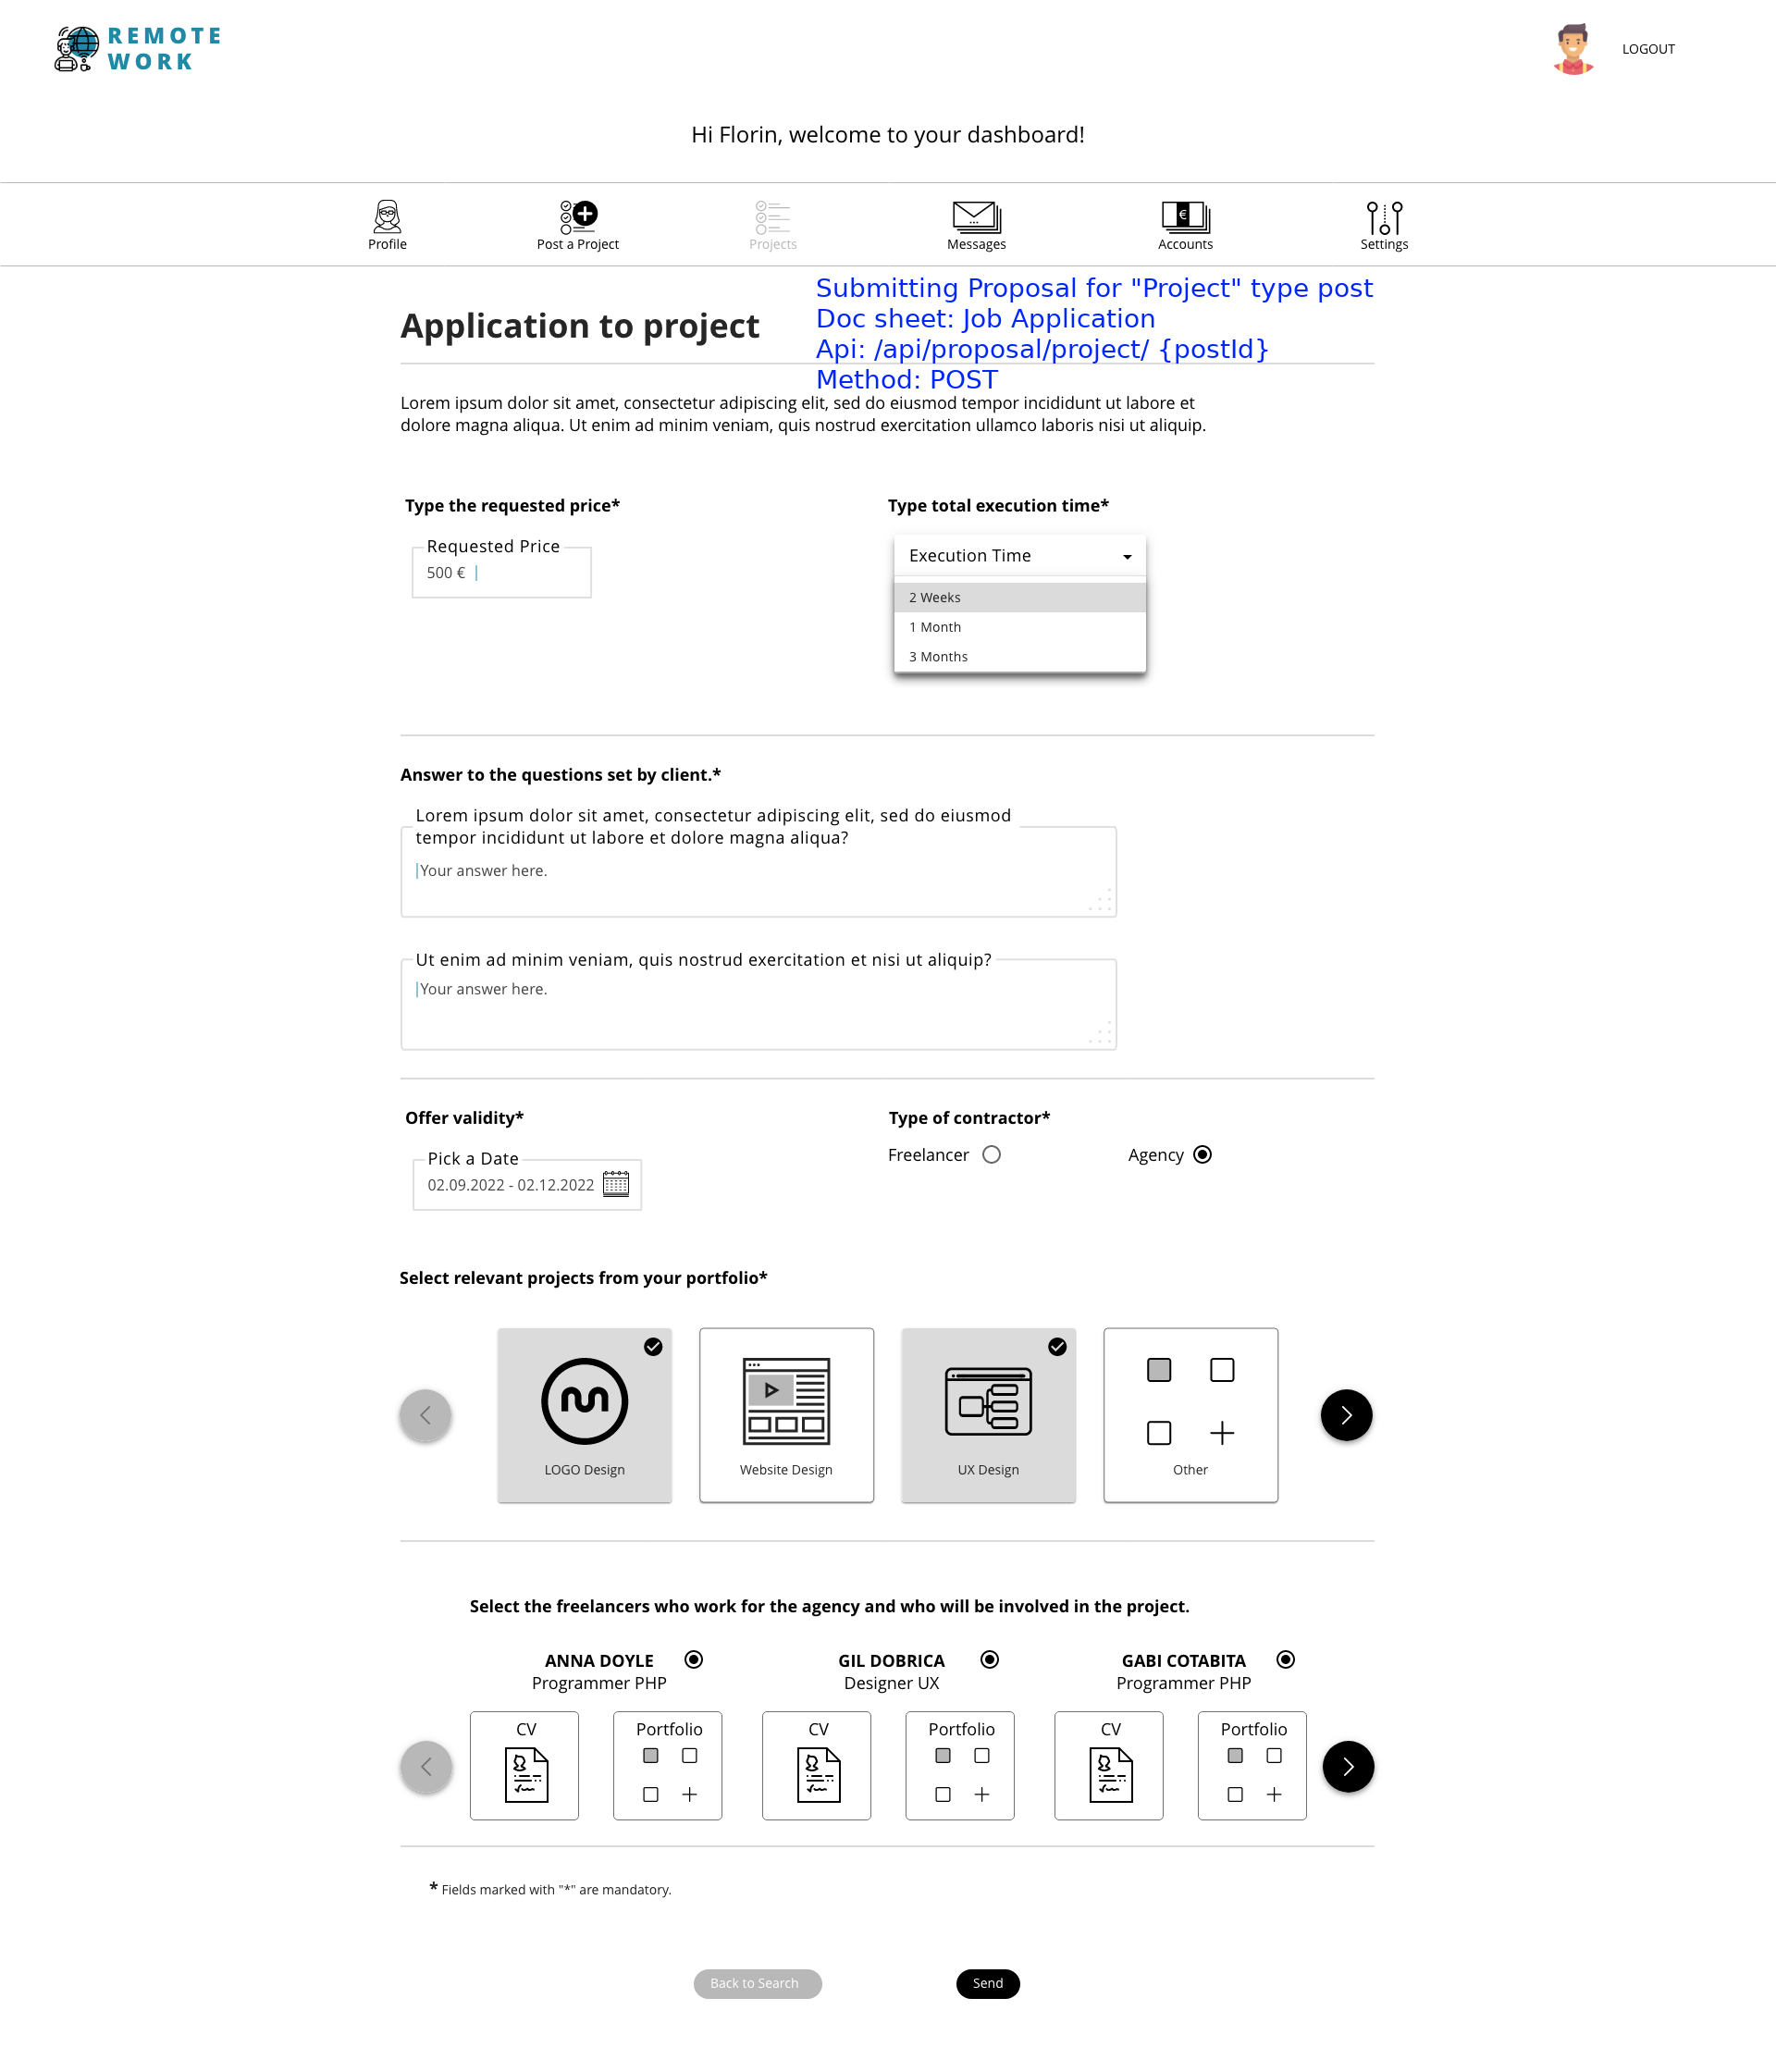 REMOTE
WORK
LOGOUT
Hi Florin, welcome to your dashboard!
Profile
Post a Project
Projects
Messages
€
Accounts
Settings
Submitting Proposal for "Project" type post
Doc sheet: Job Application
Api: /api/proposal/project/ {postId}
Method: POST
Application to project
Lorem ipsum dolor sit amet, consectetur adipiscing elit, sed do eiusmod tempor incididunt ut labore et
dolore magna aliqua. Ut enim ad minim veniam, quis nostrud exercitation ullamco laboris nisi ut aliquip.
Type the requested price*
Type total execution time*
Requested Price
500 €
Execution Time
2 Weeks
1 Month
3 Months
Answer to the questions set by client.*
Lorem ipsum dolor sit amet, consectetur adipiscing elit, sed do eiusmod
tempor incididunt ut labore et dolore magna aliqua?
Your answer here.
Ut enim ad minim veniam, quis nostrud exercitation et nisi ut aliquip?
Your answer here.
Offer validity*
Type of contractor*
Pick a Date
02.09.2022 - 02.12.2022
Freelancer
Agency
Select relevant projects from your portfolio*
LOGO Design
Website Design
UX Design
Other
Select the freelancers who work for the agency and who will be involved in the project.
ANNA DOYLE
Programmer PHP
GIL DOBRICA
Designer UX
GABI COTABITA
Programmer PHP
CV
Portfolio
CV
Portfolio
CV
Portfolio
* Fields marked with "*" are mandatory.
Back to Search
Send